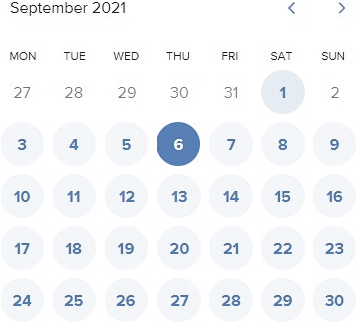 September 2021
MON TUE WED THU FRI SAT SUN
27 28 29 30 31 1 2
3 4 5 6 7 8 9
10 11 12 13 14 15 16
17 18 19 20 21 22 23
24 25 26 27 28 29 30